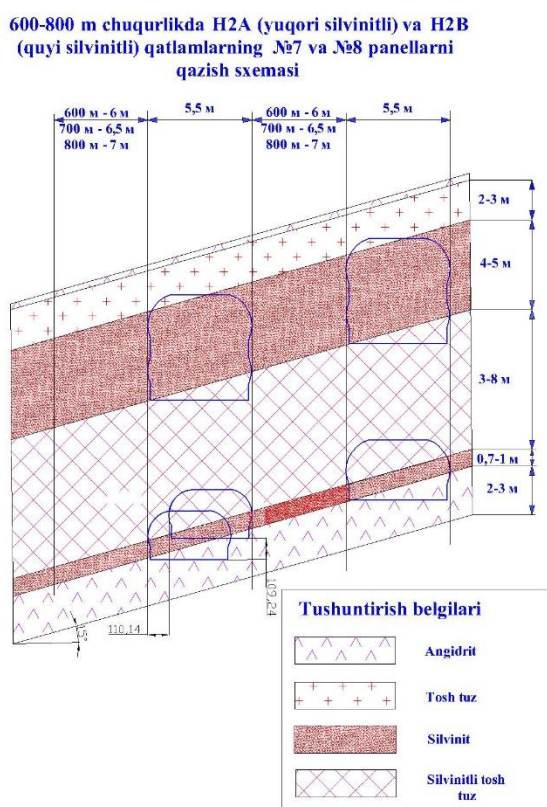 600-800 m chuqurlikda H2A (yuqori silvinitli) va H2B
(quyi silvinitli) qatlamlarning №7 va №8 panellarni
qazish sxemasi
600 м - 6 м
700 м - 6,5 м
800 м - 7 м
5,5 м
600 м - 6 м
700 м - 6,5 м
800 м - 7 м
5,5 м
2-3 м
4-5 м
3-8 м
0,7-1 м
2-3 м
109,24
110,14
15°
Tushuntirish belgilari
Angidrit
Tosh tuz
Silvinit
Silvinitli tosh
tuz